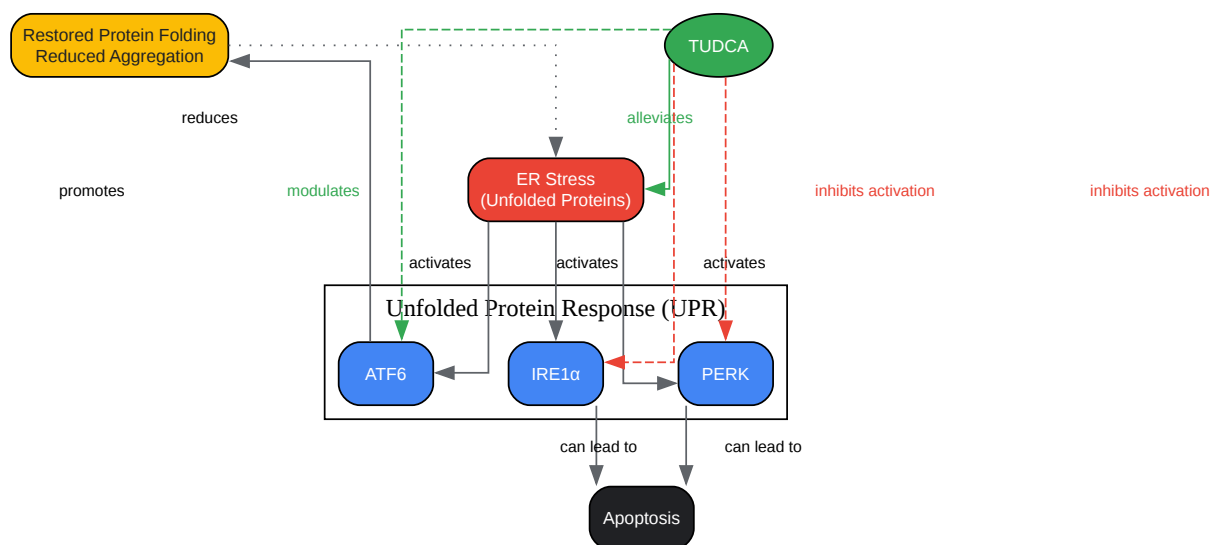 Restored Protein Folding
Reduced Aggregation
TUDCA
reduces
alleviates
promotes
modulates
ER Stress
(Unfolded Proteins)
inhibits activation
inhibits activation
activates
activates
activates
Unfolded Protein Response (UPR)
ATF6
IRE1α
PERK
can lead to
can lead to
Apoptosis